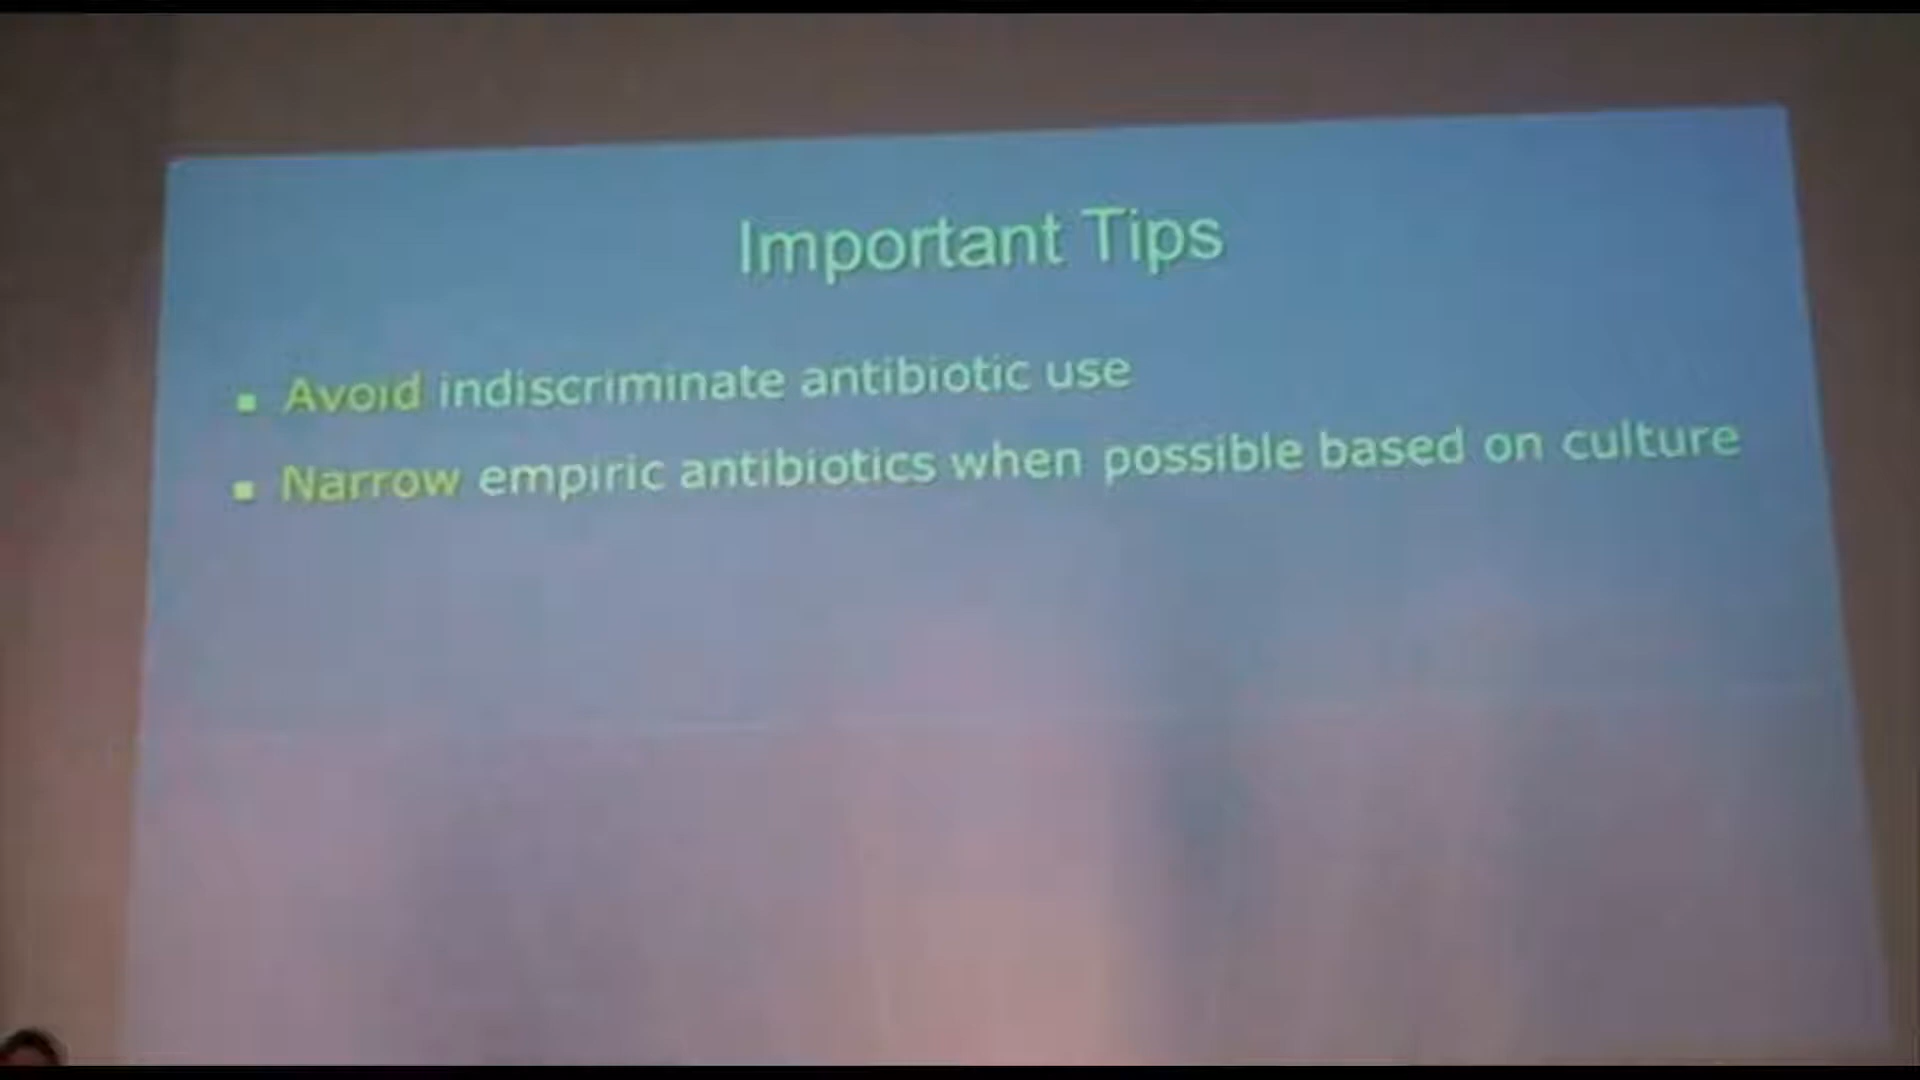 Important Tips
Avoid indiscriminate antibiotic use
Narrow empiric antibiotics when possible based on culture